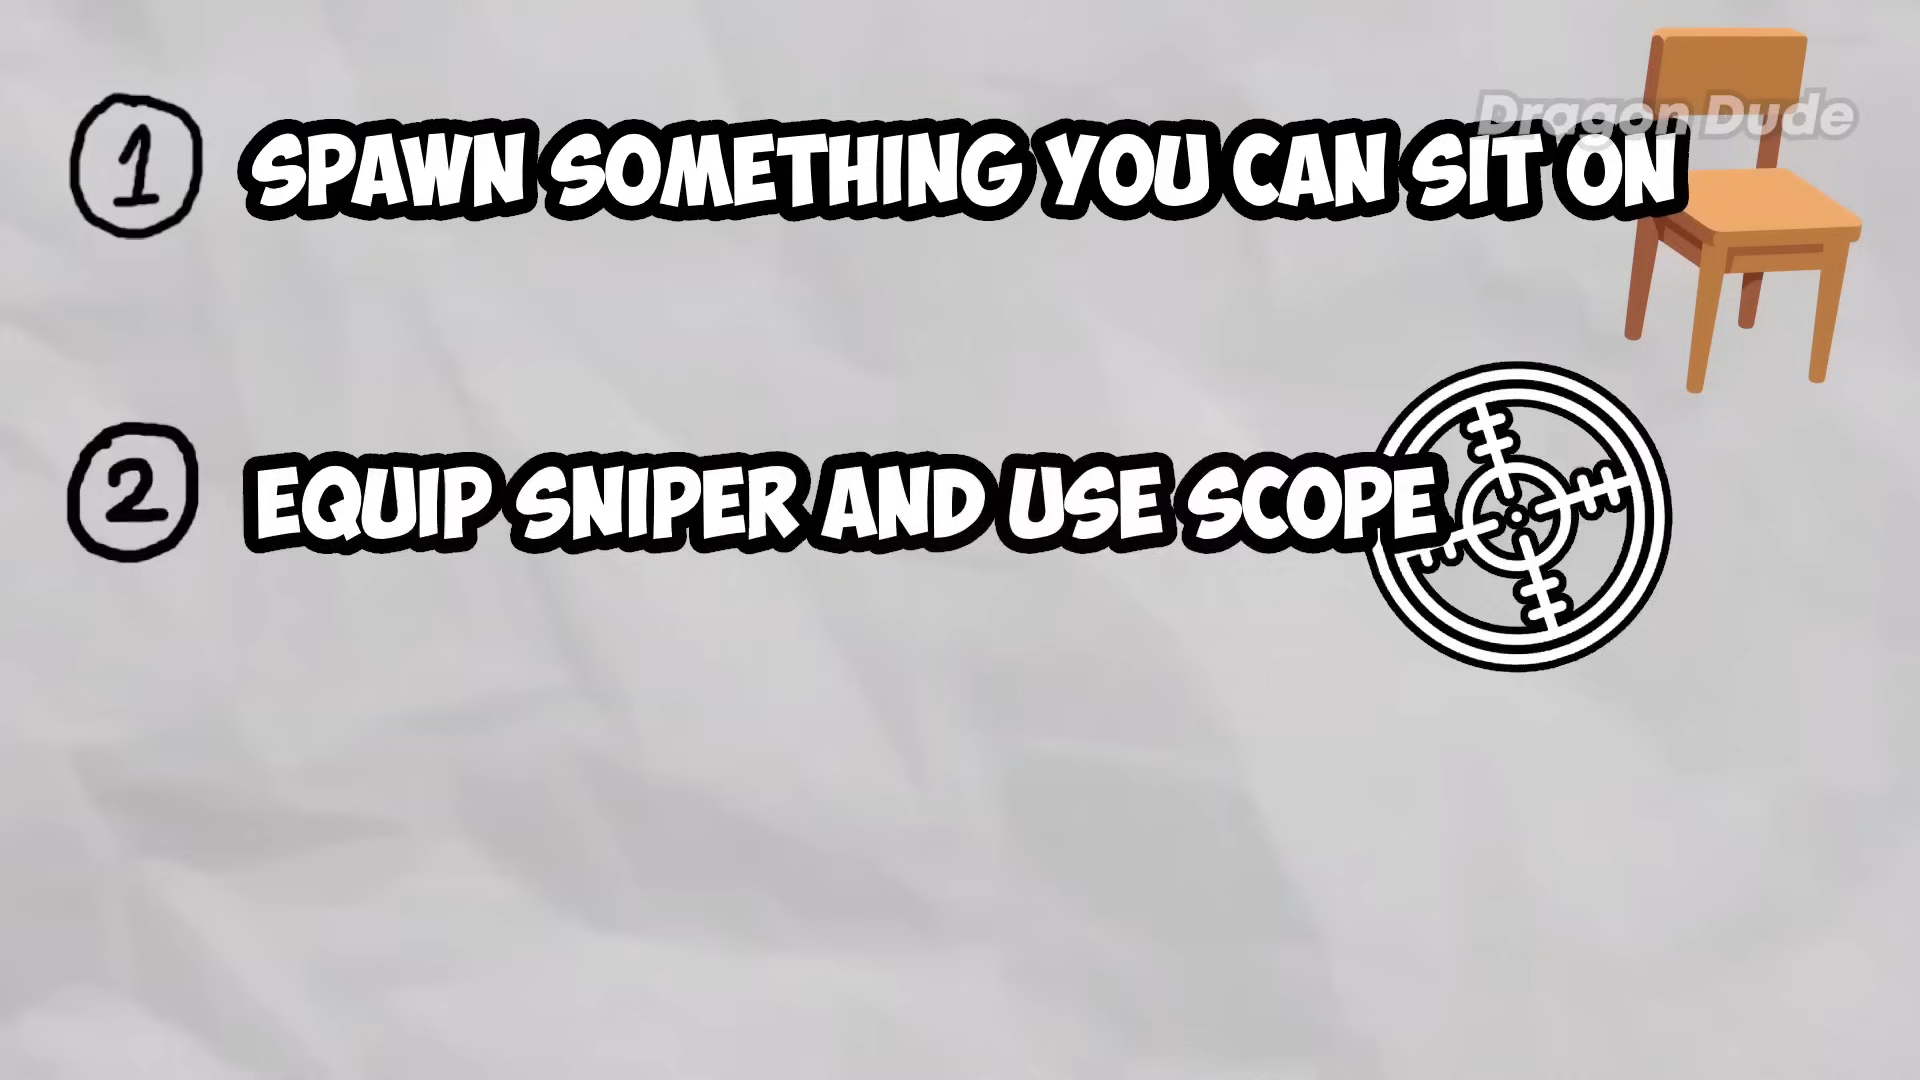 Dragon Dude
1 SPAWN SOMETHING YOU CAN SIT ON
2 EQUIP SNIPER AND USE SCOPE